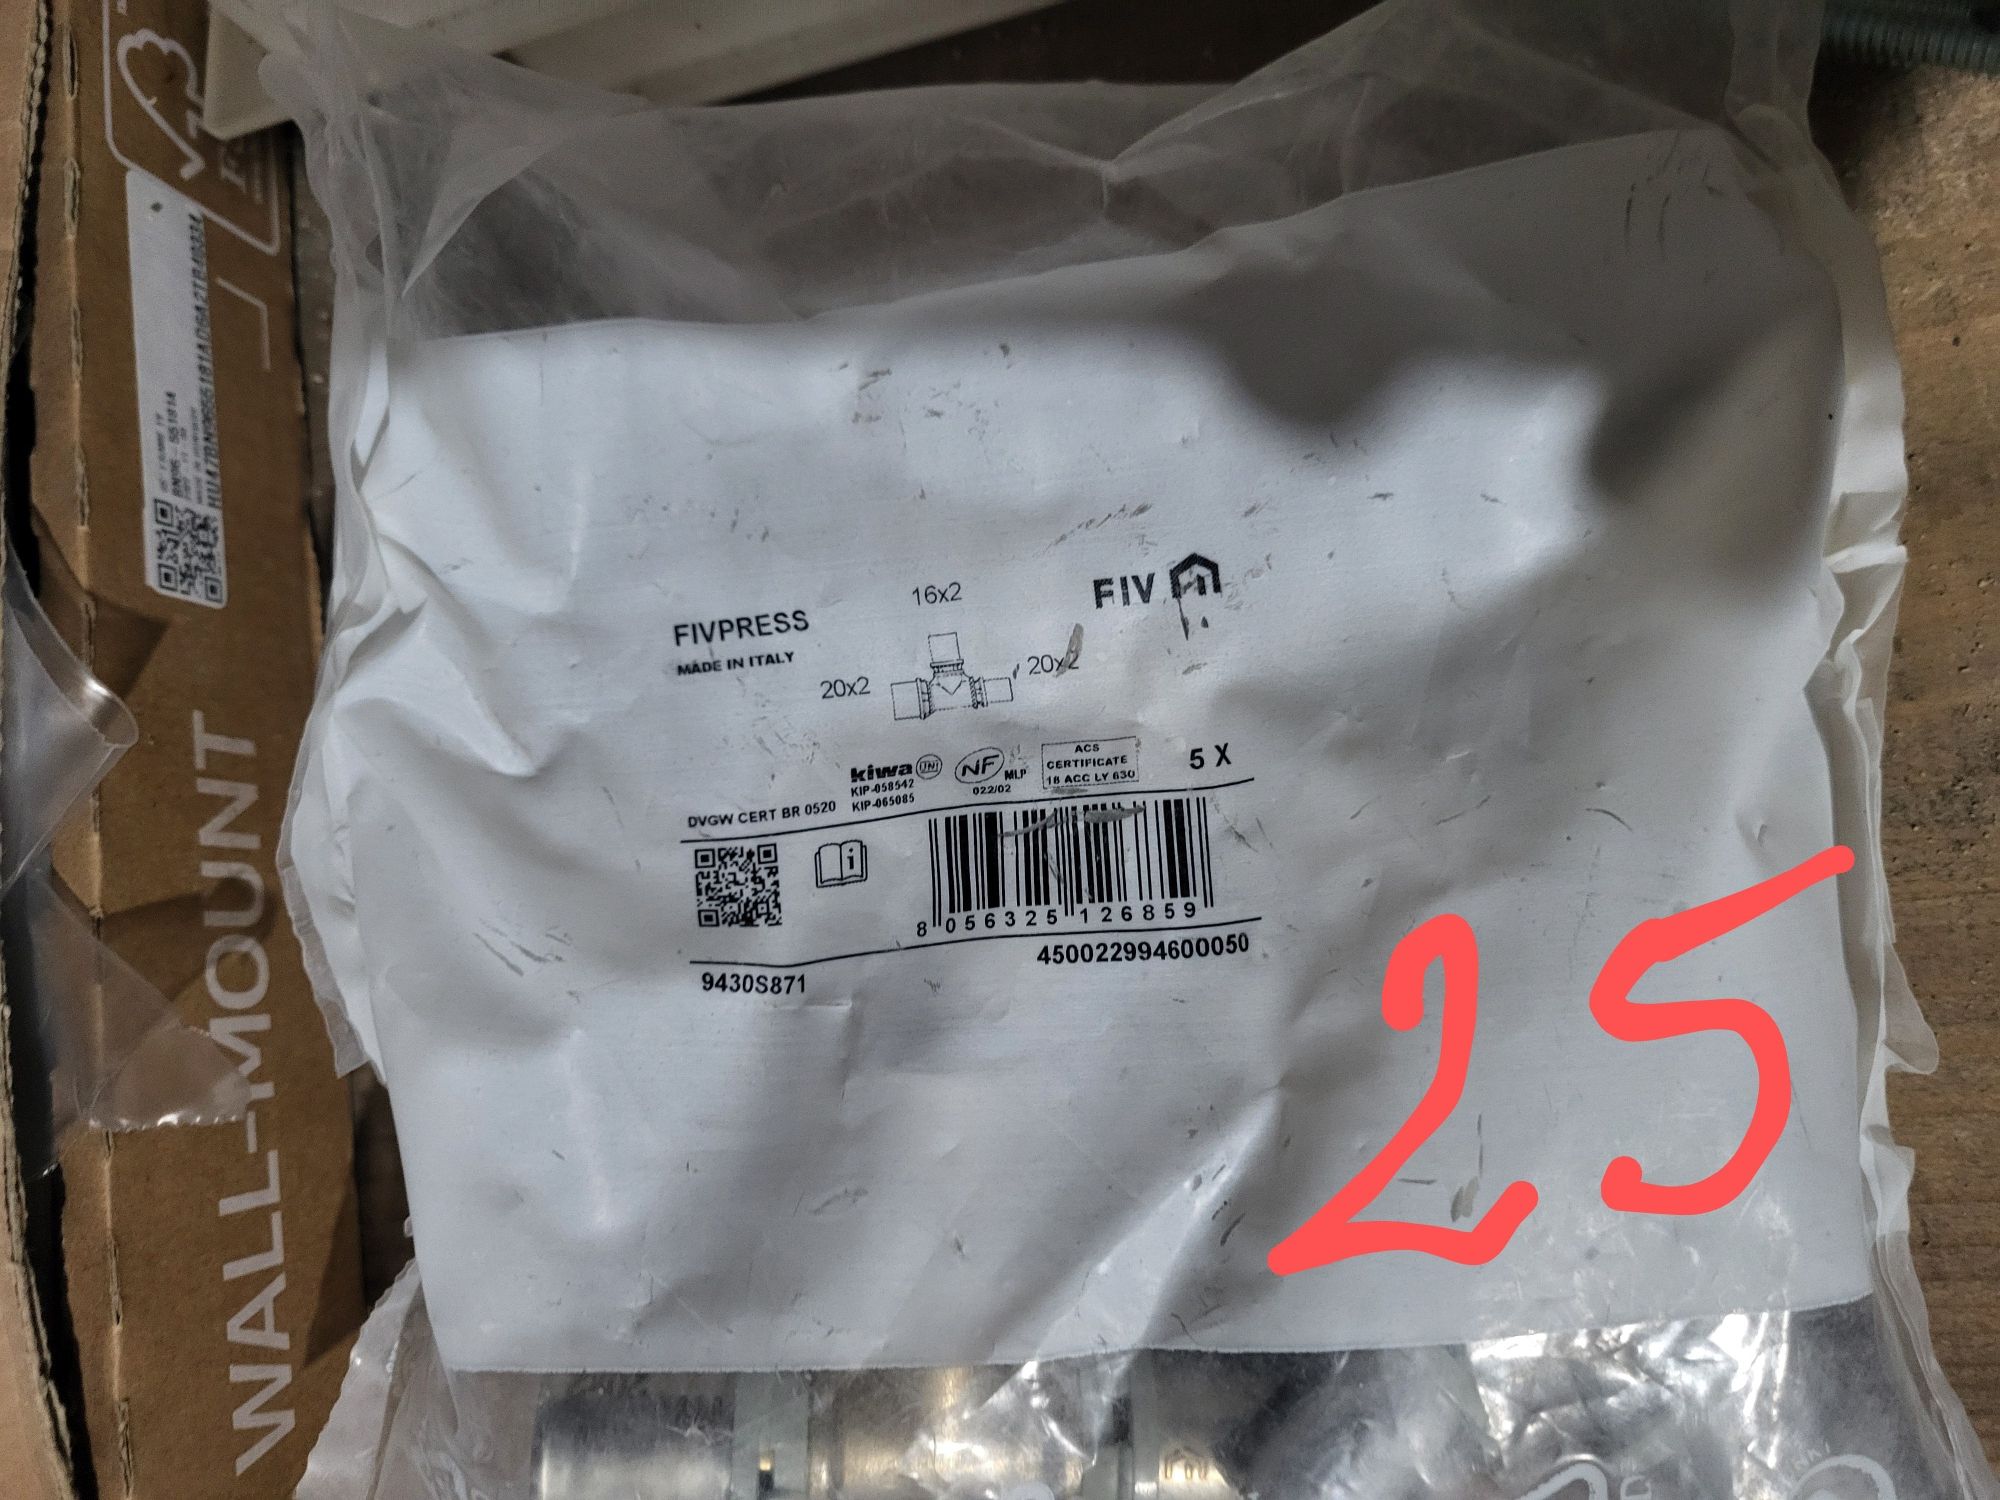 WALL-MOUNT
16x2
FIV
FIVPRESS
MADE IN ITALY
20x2
20x2
kiwa UNI
KIP-058542
KIP-065085
NF MLP
022/02
ACS
CERTIFICATE
18 ACC LY 630
5 X
DVGW CERT BR 0520
i
8 056325 126859
450022994600050
9430S871
25